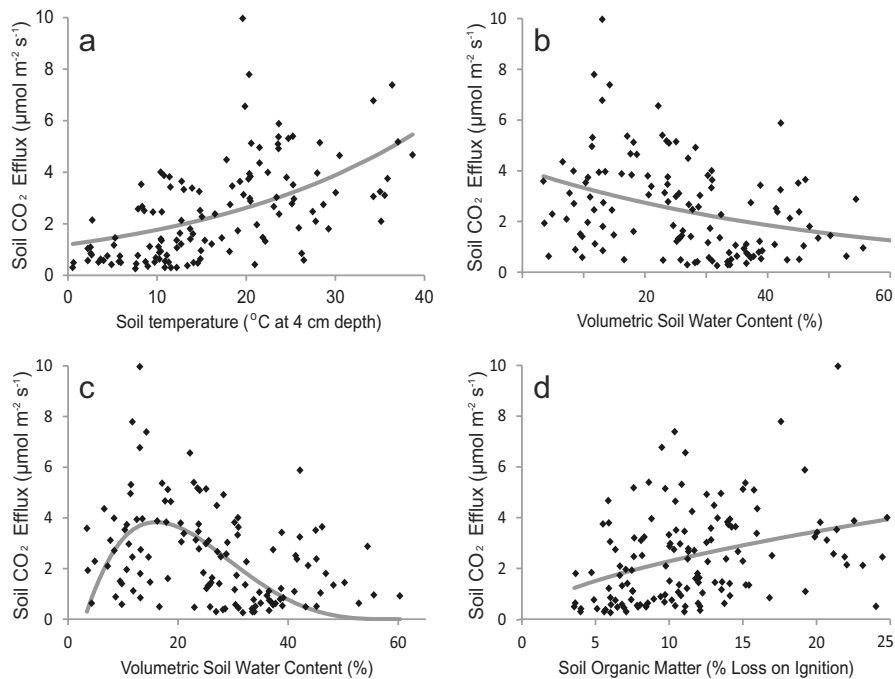 a
Soil CO₂ Efflux (µmol m⁻² s⁻¹)
10
8
6
4
2
0
0 10 20 30 40
Soil temperature (°C at 4 cm depth)
b
Soil CO₂ Efflux (µmol m⁻² s⁻¹)
10
8
6
4
2
0
0 20 40 60
Volumetric Soil Water Content (%)
c
Soil CO₂ Efflux (µmol m⁻² s⁻¹)
10
8
6
4
2
0
0 20 40 60
Volumetric Soil Water Content (%)
d
Soil CO₂ Efflux (µmol m⁻² s⁻¹)
10
8
6
4
2
0
0 5 10 15 20 25
Soil Organic Matter (% Loss on Ignition)